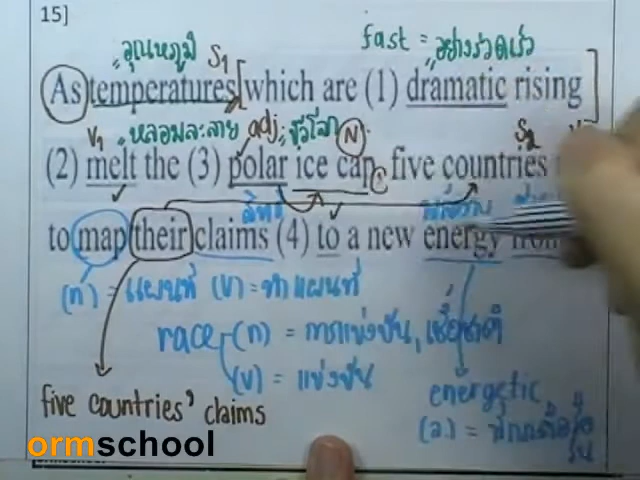 15]
fast = อย่างรวดเร็ว
อุณหภูมิ S1
As temperatures [which are (1) dramatic rising]
V1 หลอมละลาย adj. ขั้วโลก N S2
(2) melt the (3) polar ice cap, five countries
C
to map their claims (4) to a new energy
(n) = แผนที่ (v) = ทำแผนที่
race (n) = การแข่งขัน, เชื้อชาติ
(v) = แข่งขัน
energetic
five countries' claims
(a.) =
ormschool